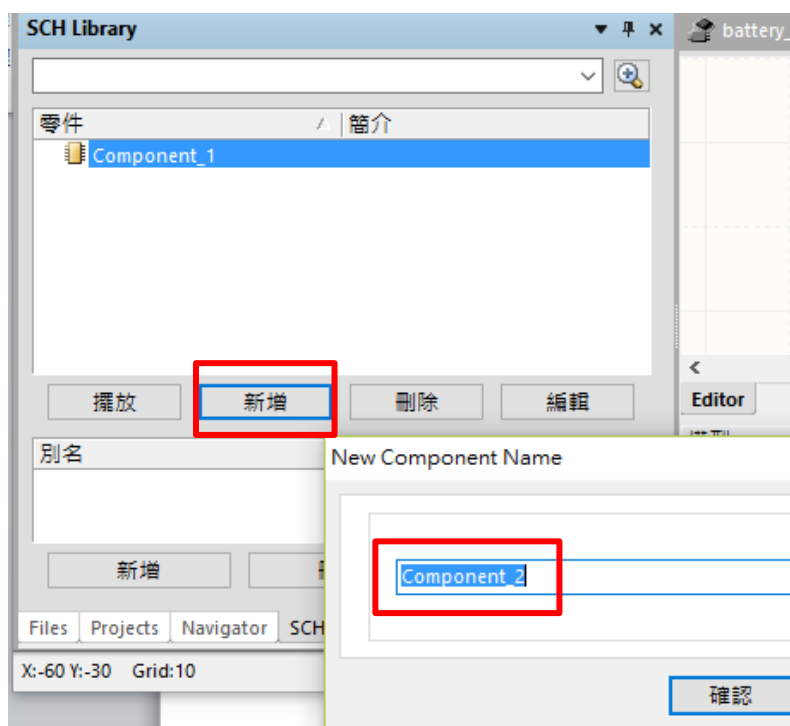 SCH Library
battery_
零件 簡介
Component_1
擺放 新增 刪除 編輯
Editor
別名
New Component Name
Component_2
新增
Files Projects Navigator SCH
X:-60 Y:-30 Grid:10
確認